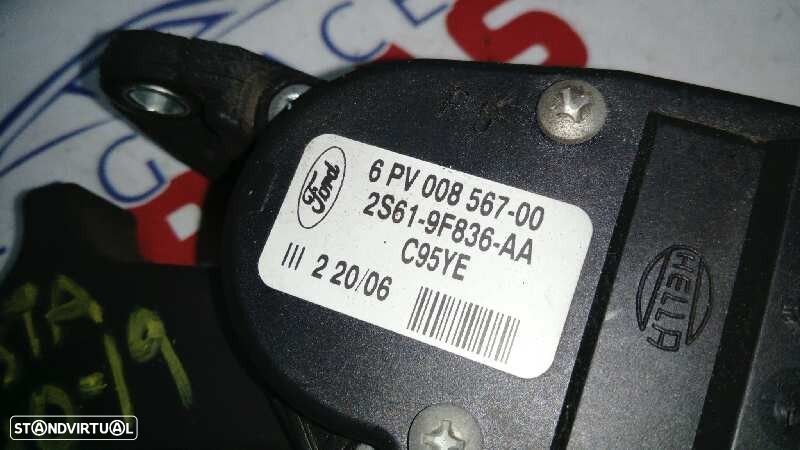 Ford
6 PV 008 567-00
2S61-9F836-AA
C95YE
III 2 20/06
HELLA
STANDVIRTUAL